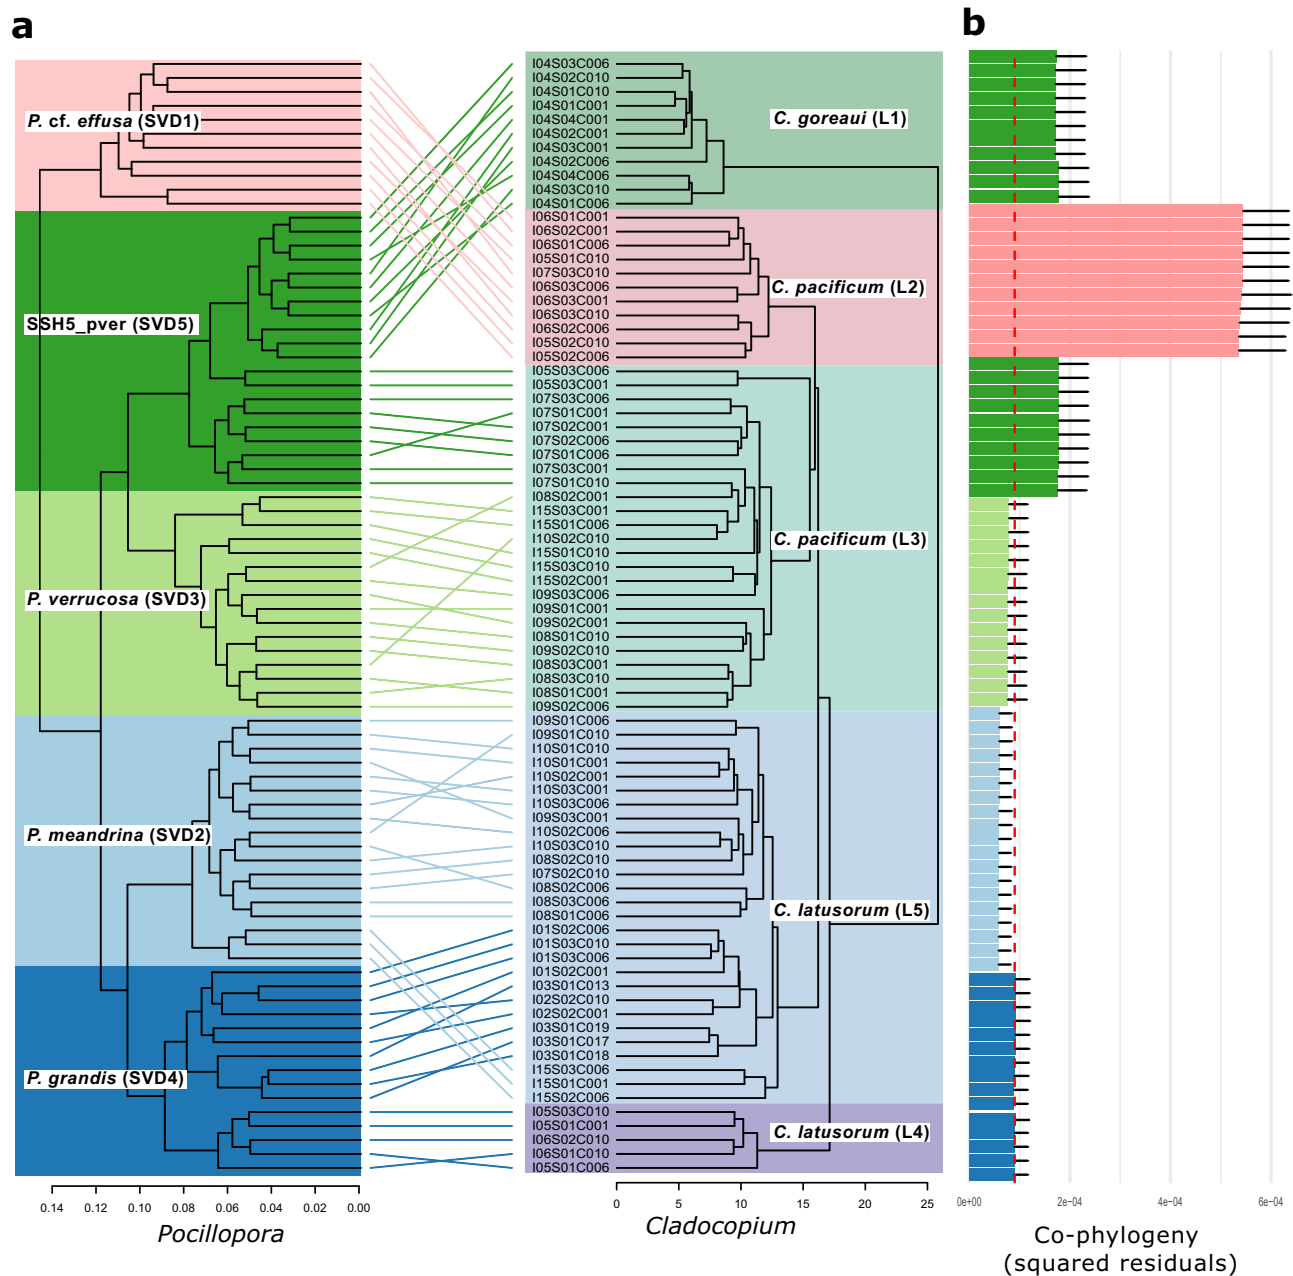 a
b
P. cf. effusa (SVD1)
SSH5_pver (SVD5)
P. verrucosa (SVD3)
P. meandrina (SVD2)
P. grandis (SVD4)
0.14 0.12 0.10 0.08 0.06 0.04 0.02 0.00
Pocillopora
I04S03C006
I04S02C010
I04S01C010
I04S01C001
I04S04C001
I04S02C001
I04S03C001
I04S02C006
I04S04C006
I04S03C010
I04S01C006
I06S01C001
I06S02C001
I06S01C006
I05S01C010
I07S03C010
I06S03C006
I06S03C001
I06S03C010
I06S02C006
I05S02C010
I05S02C006
I05S03C006
I05S03C001
I07S03C006
I07S01C001
I07S02C001
I07S02C006
I07S01C006
I07S03C001
I07S01C010
I08S02C001
I15S03C001
I15S01C006
I10S02C010
I15S01C010
I15S03C010
I15S02C001
I09S03C006
I09S01C001
I09S02C001
I08S01C010
I09S02C010
I08S03C001
I08S03C010
I08S01C001
I09S02C006
I09S01C006
I09S01C010
I10S01C010
I10S01C001
I10S02C001
I10S03C001
I10S03C006
I09S03C001
I10S02C006
I10S03C010
I08S02C010
I07S02C010
I08S02C006
I08S03C006
I08S01C006
I01S02C006
I01S03C010
I01S03C006
I01S02C001
I03S01C013
I02S02C010
I02S02C001
I03S01C019
I03S01C017
I03S01C018
I15S03C006
I15S01C001
I15S02C006
I05S03C010
I05S01C001
I06S02C010
I06S01C010
I05S01C006
C. goreaui (L1)
C. pacificum (L2)
C. pacificum (L3)
C. latusorum (L5)
C. latusorum (L4)
0 5 10 15 20 25
Cladocopium
0e+00 2e-04 4e-04 6e-04
Co-phylogeny
(squared residuals)